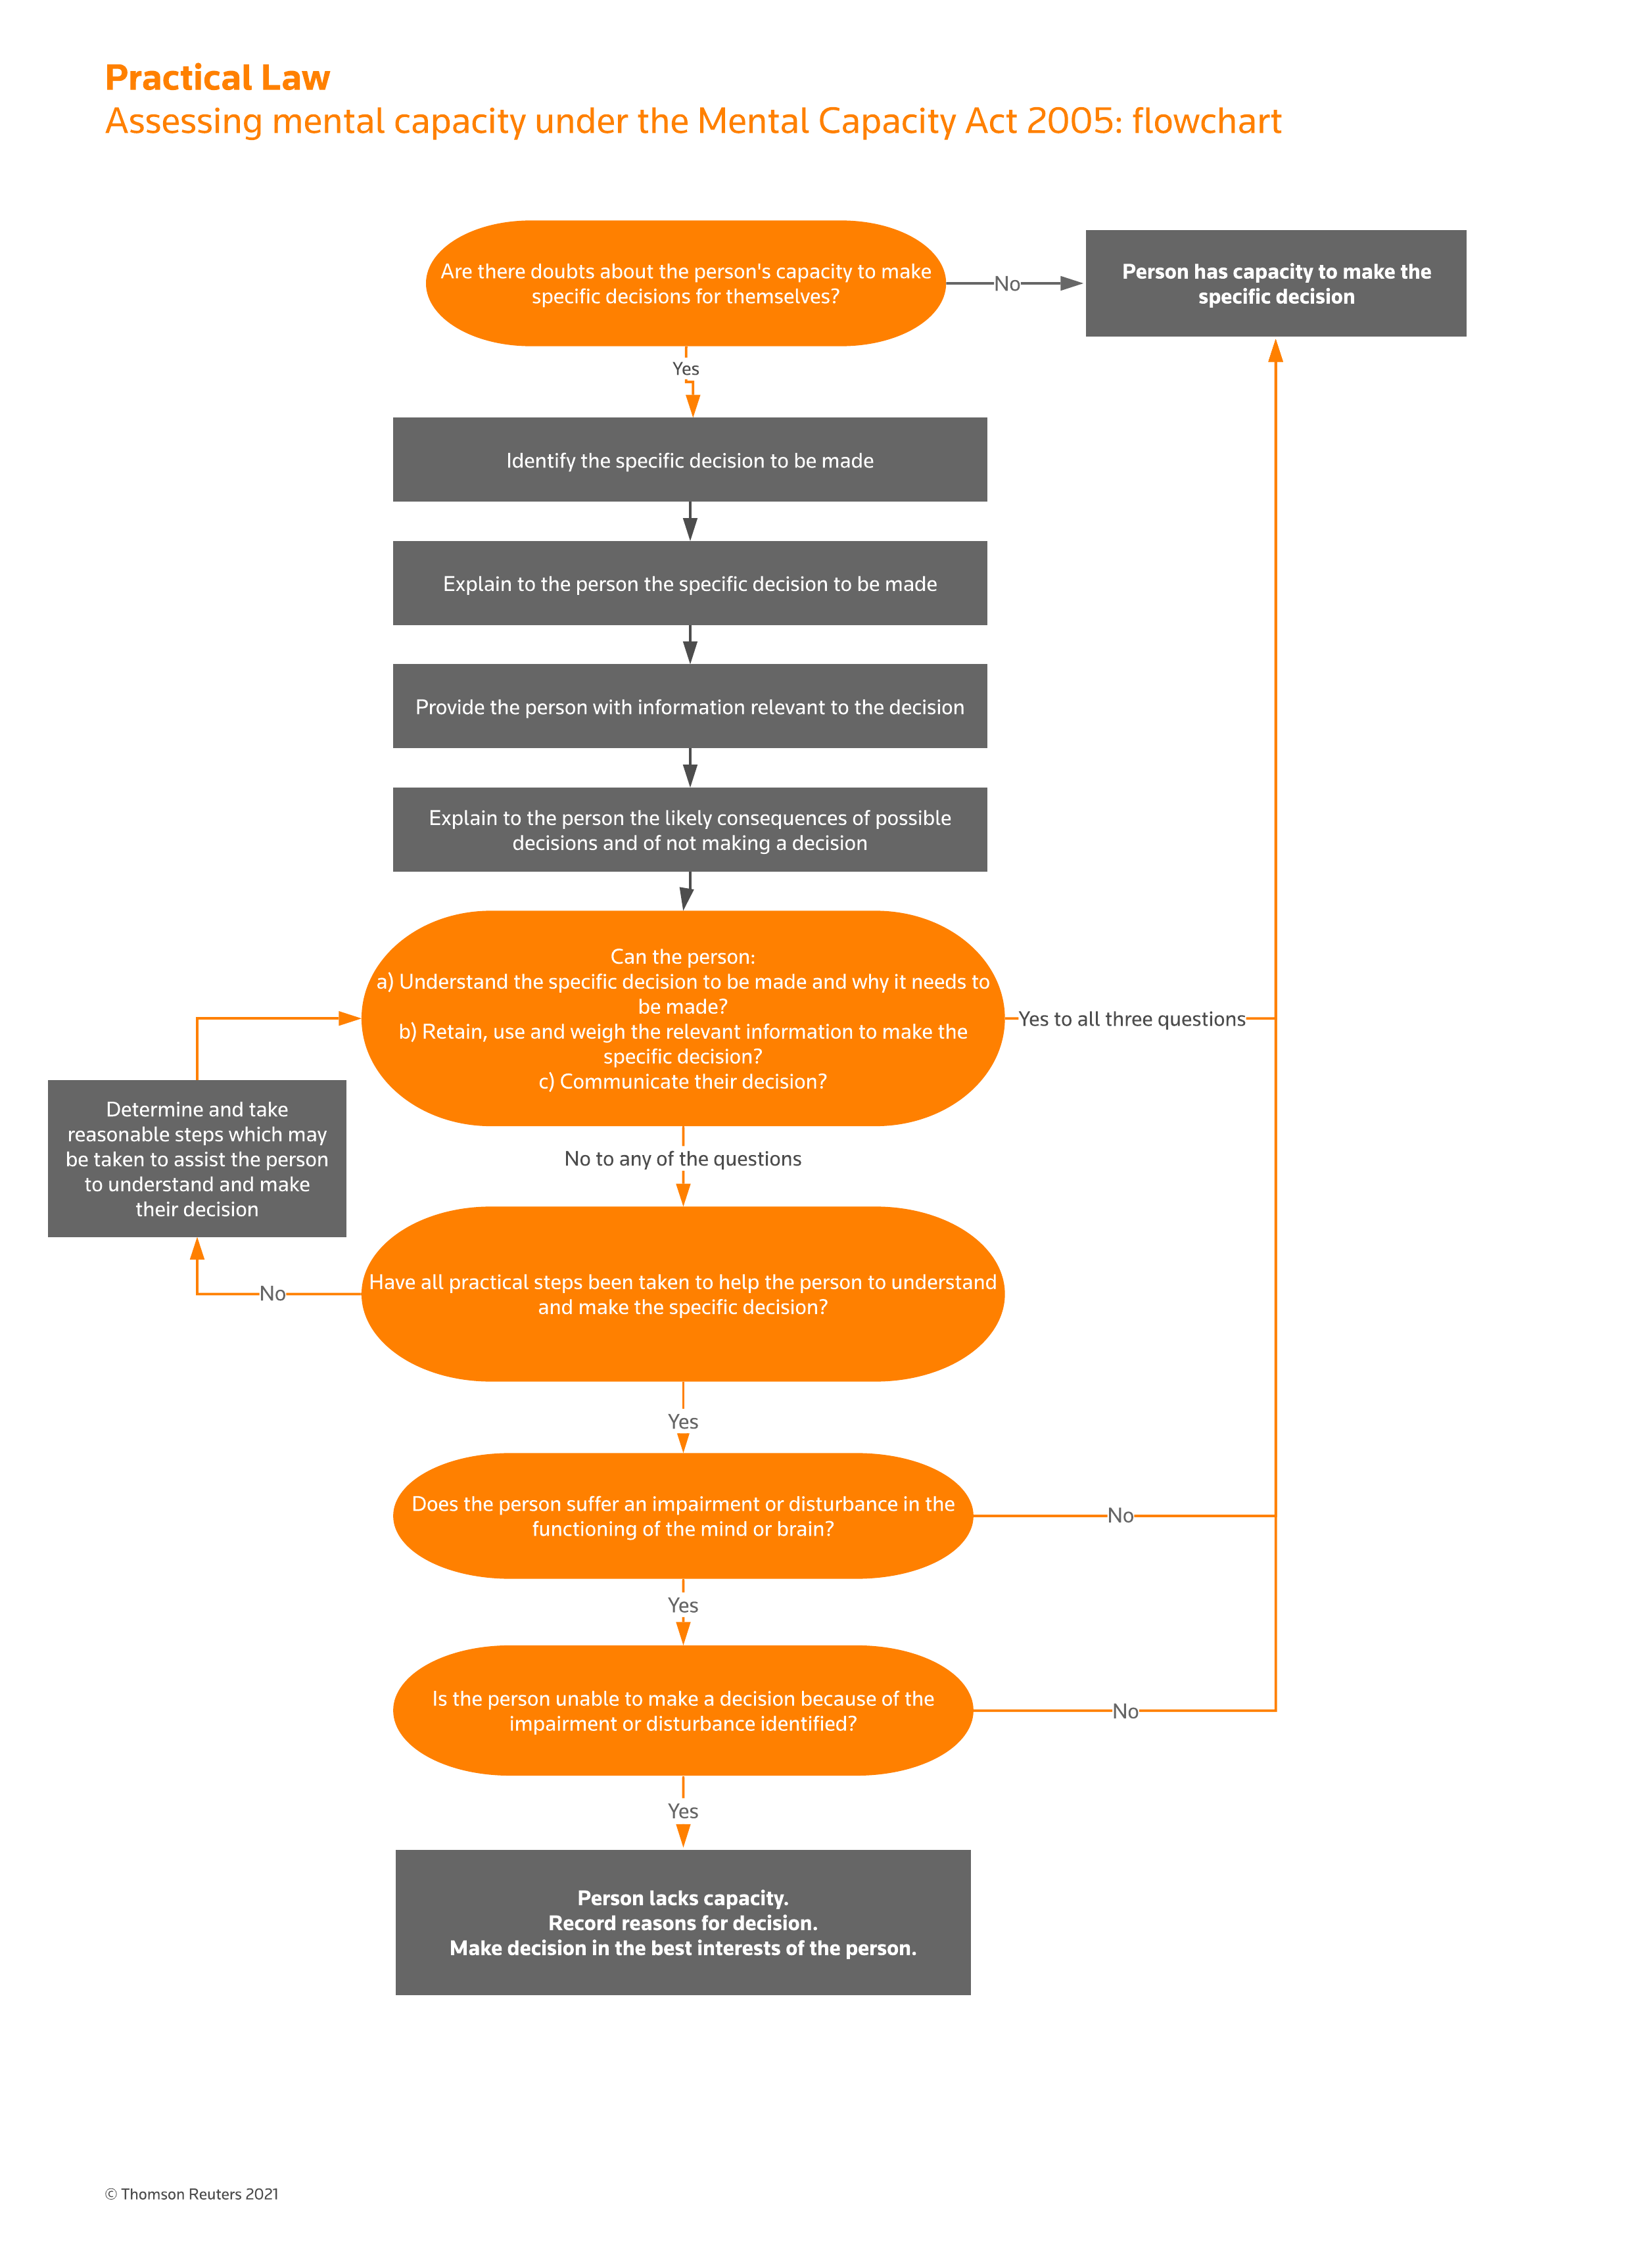 Practical Law
Assessing mental capacity under the Mental Capacity Act 2005: flowchart
Are there doubts about the person's capacity to make
specific decisions for themselves?
No
Person has capacity to make the
specific decision
Yes
Identify the specific decision to be made
Explain to the person the specific decision to be made
Provide the person with information relevant to the decision
Explain to the person the likely consequences of possible
decisions and of not making a decision
Can the person:
a) Understand the specific decision to be made and why it needs to
be made?
b) Retain, use and weigh the relevant information to make the
specific decision?
c) Communicate their decision?
Yes to all three questions
Determine and take
reasonable steps which may
be taken to assist the person
to understand and make
their decision
No to any of the questions
Have all practical steps been taken to help the person to understand
and make the specific decision?
No
Yes
Does the person suffer an impairment or disturbance in the
functioning of the mind or brain?
No
Yes
Is the person unable to make a decision because of the
impairment or disturbance identified?
No
Yes
Person lacks capacity.
Record reasons for decision.
Make decision in the best interests of the person.
© Thomson Reuters 2021